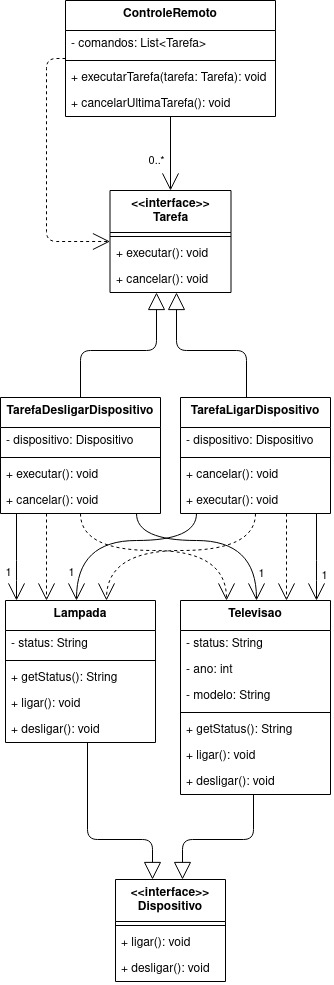 ControleRemoto
- comandos: List<Tarefa>
+ executarTarefa(tarefa: Tarefa): void
+ cancelarUltimaTarefa(): void
0..*
<<interface>>
Tarefa
+ executar(): void
+ cancelar(): void
TarefaDesligarDispositivo
- dispositivo: Dispositivo
+ executar(): void
+ cancelar(): void
TarefaLigarDispositivo
- dispositivo: Dispositivo
+ cancelar(): void
+ executar(): void
1
1
1
1
Lampada
- status: String
+ getStatus(): String
+ ligar(): void
+ desligar(): void
Televisao
- status: String
- ano: int
- modelo: String
+ getStatus(): String
+ ligar(): void
+ desligar(): void
<<interface>>
Dispositivo
+ ligar(): void
+ desligar(): void